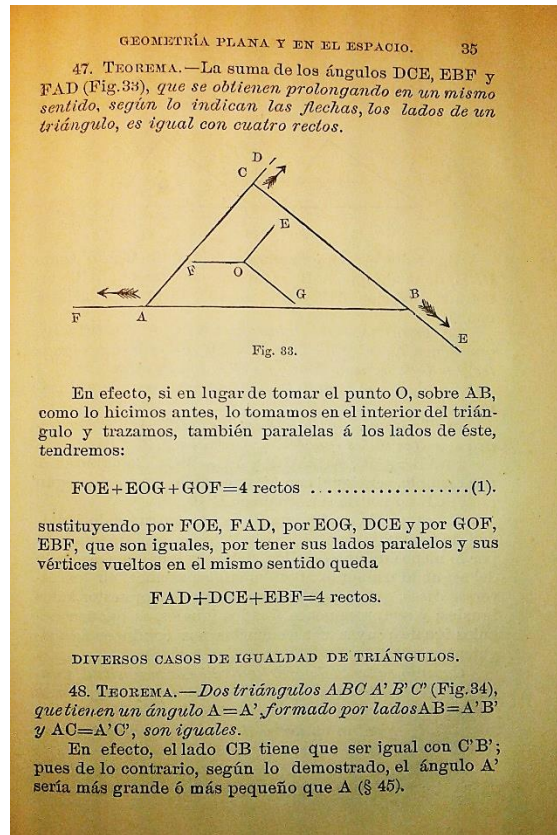 GEOMETRÍA PLANA Y EN EL ESPACIO. 35
47. TEOREMA.—La suma de los ángulos DCE, EBF y
FAD (Fig.33), que se obtienen prolongando en un mismo
sentido, según lo indican las flechas, los lados de un
triángulo, es igual con cuatro rectos.
D
C
E
F
O
G
B
F
A
E
Fig. 33.
En efecto, si en lugar de tomar el punto O, sobre AB,
como lo hicimos antes, lo tomamos en el interior del trián-
gulo y trazamos, también paralelas á los lados de éste,
tendremos:
FOE+EOG+GOF=4 rectos ...................(1).
sustituyendo por FOE, FAD, por EOG, DCE y por GOF,
EBF, que son iguales, por tener sus lados paralelos y sus
vértices vueltos en el mismo sentido queda
FAD+DCE+EBF=4 rectos.
DIVERSOS CASOS DE IGUALDAD DE TRIÁNGULOS.
48. TEOREMA.—Dos triángulos ABC A' B' C' (Fig.34),
que tienen un ángulo A=A', formado por lados AB=A'B'
y AC=A'C', son iguales.
En efecto, el lado CB tiene que ser igual con C'B';
pues de lo contrario, según lo demostrado, el ángulo A'
sería más grande ó más pequeño que A (§ 45).